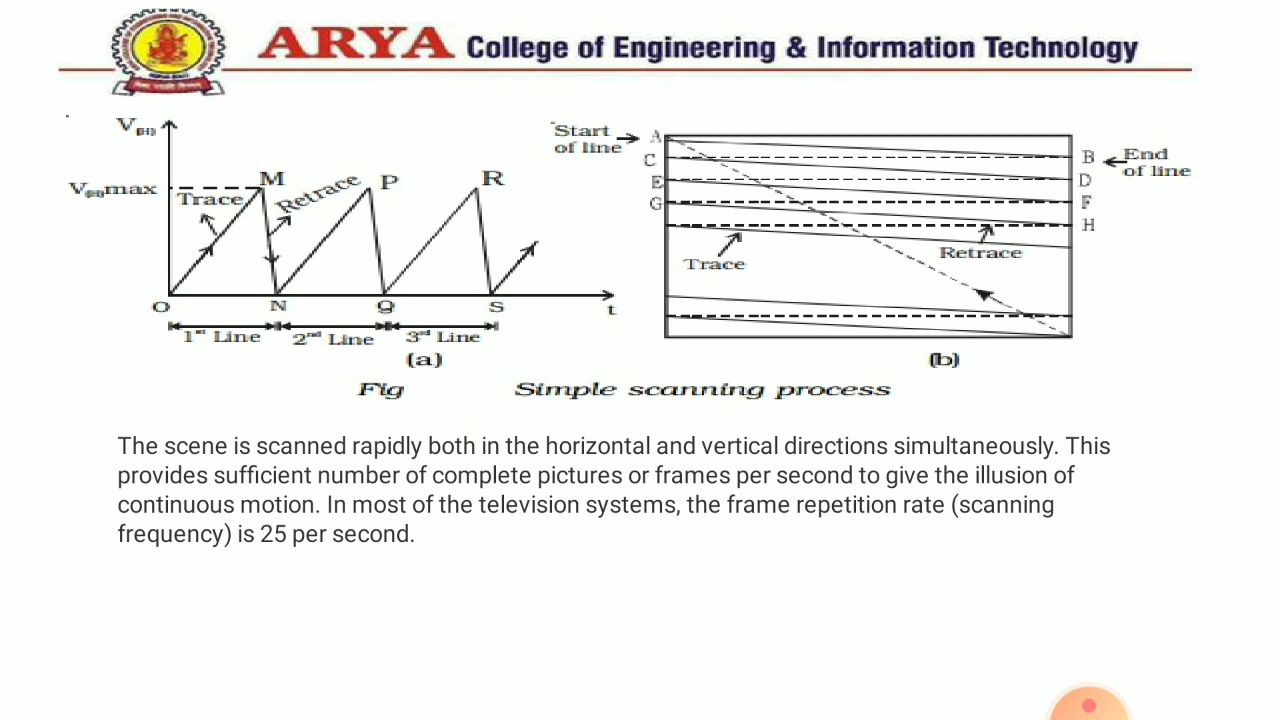 ARYA College of Engineering & Information Technology
V(H)
V(H)max
M
P
R
Trace
Retrace
O
N
Q
S
t
1st Line
2nd Line
3rd Line
(a)
Start
of line
A
C
E
G
B
D
F
H
End
of line
Trace
Retrace
(b)
Fig Simple scanning process
The scene is scanned rapidly both in the horizontal and vertical directions simultaneously. This
provides sufficient number of complete pictures or frames per second to give the illusion of
continuous motion. In most of the television systems, the frame repetition rate (scanning
frequency) is 25 per second.